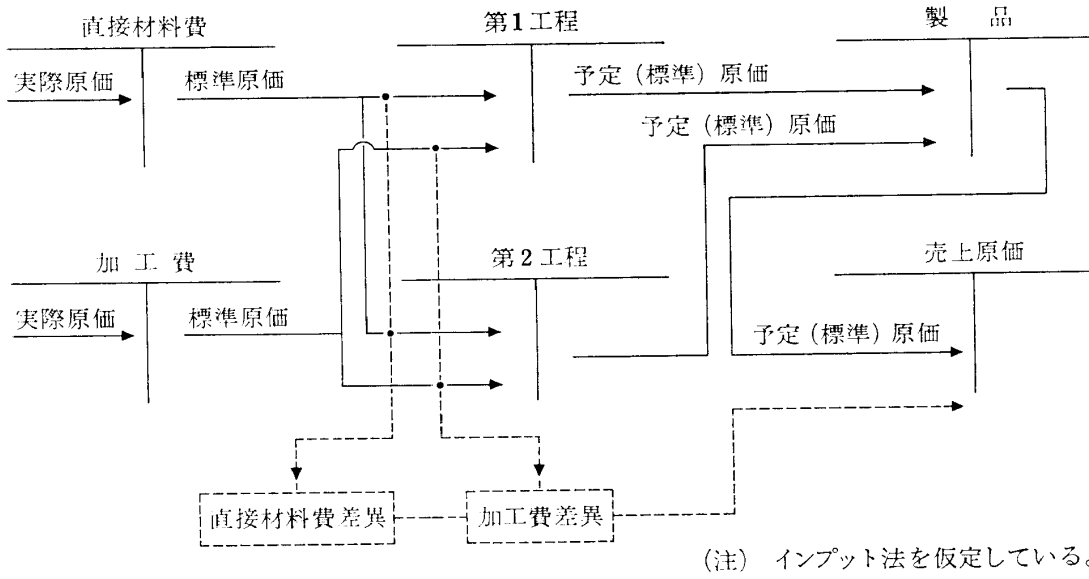 直接材料費
第1工程
製品
実際原価
標準原価
予定（標準）原価
予定（標準）原価
加工費
第2工程
売上原価
実際原価
標準原価
予定（標準）原価
直接材料費差異
加工費差異
（注） インプット法を仮定している。